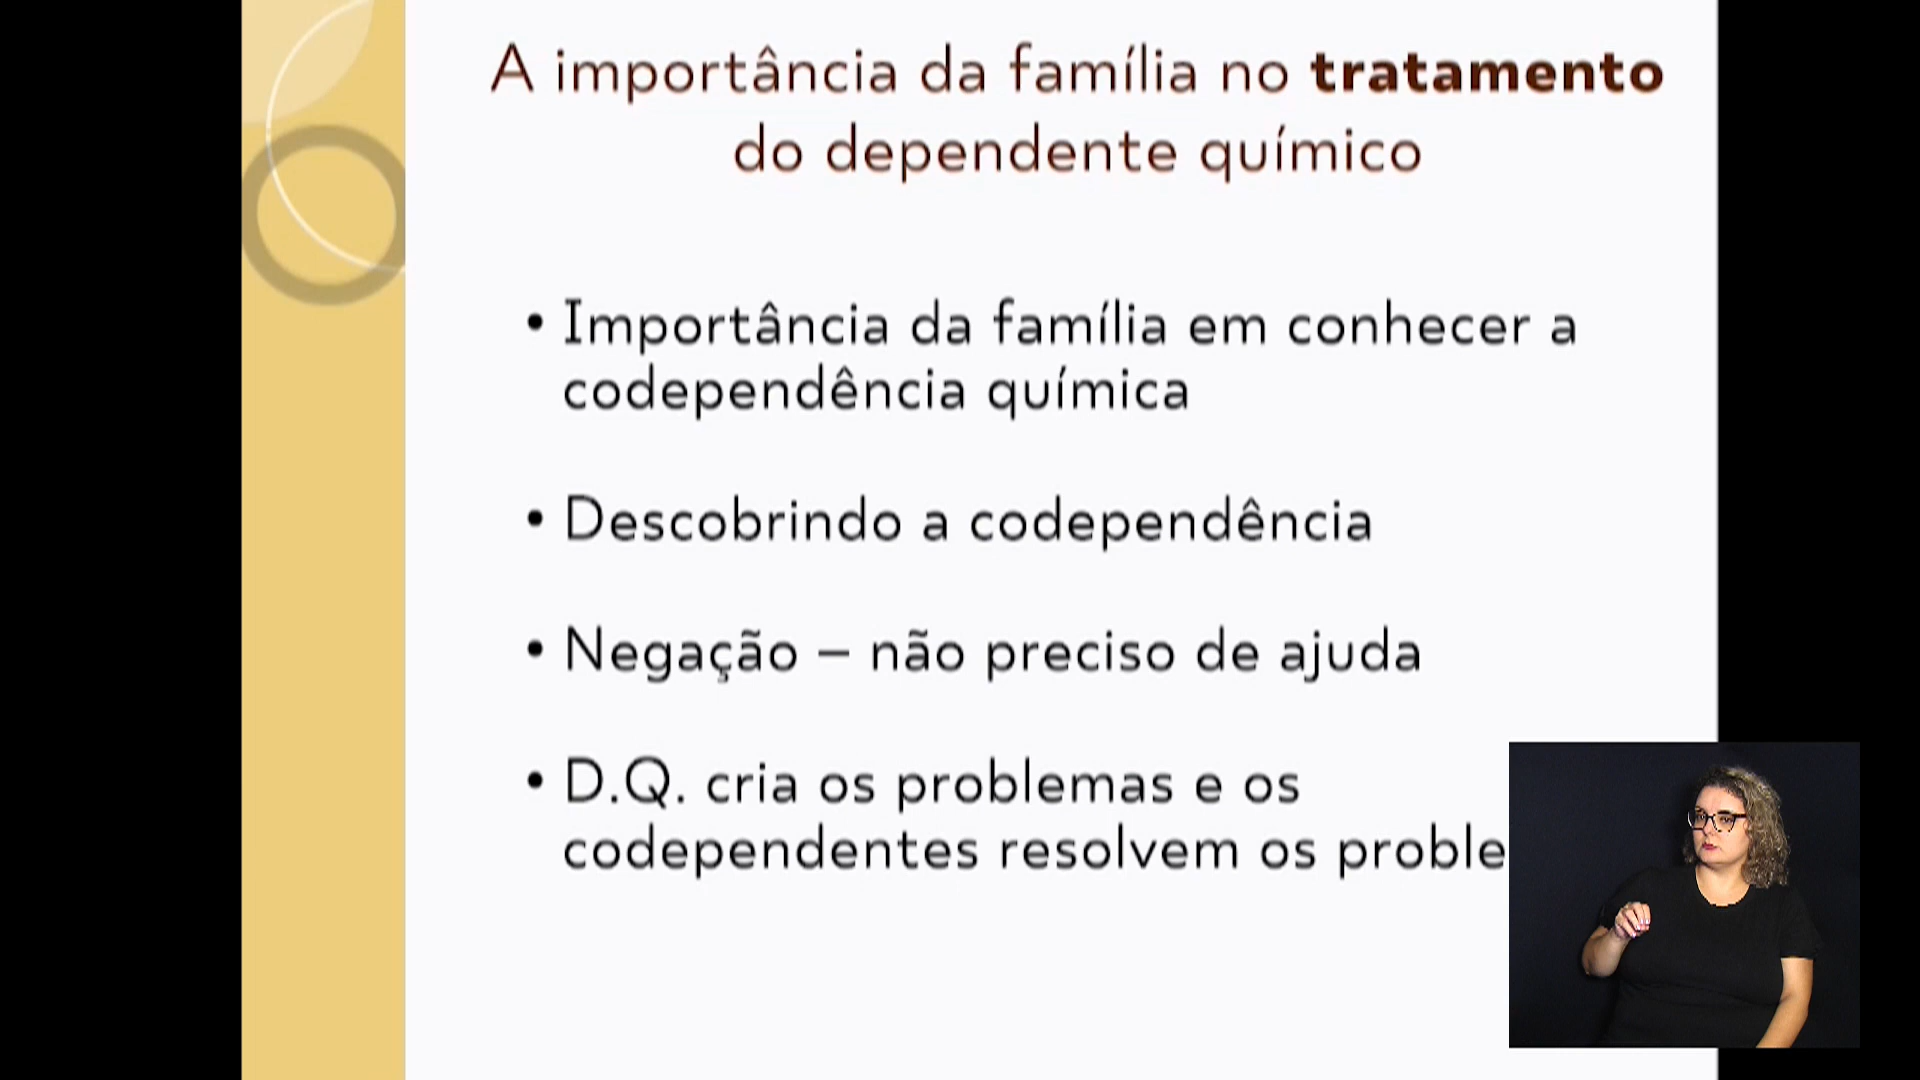 A importância da família no tratamento
do dependente químico
• Importância da família em conhecer a
codependência química
• Descobrindo a codependência
• Negação – não preciso de ajuda
• D.Q. cria os problemas e os
codependentes resolvem os proble